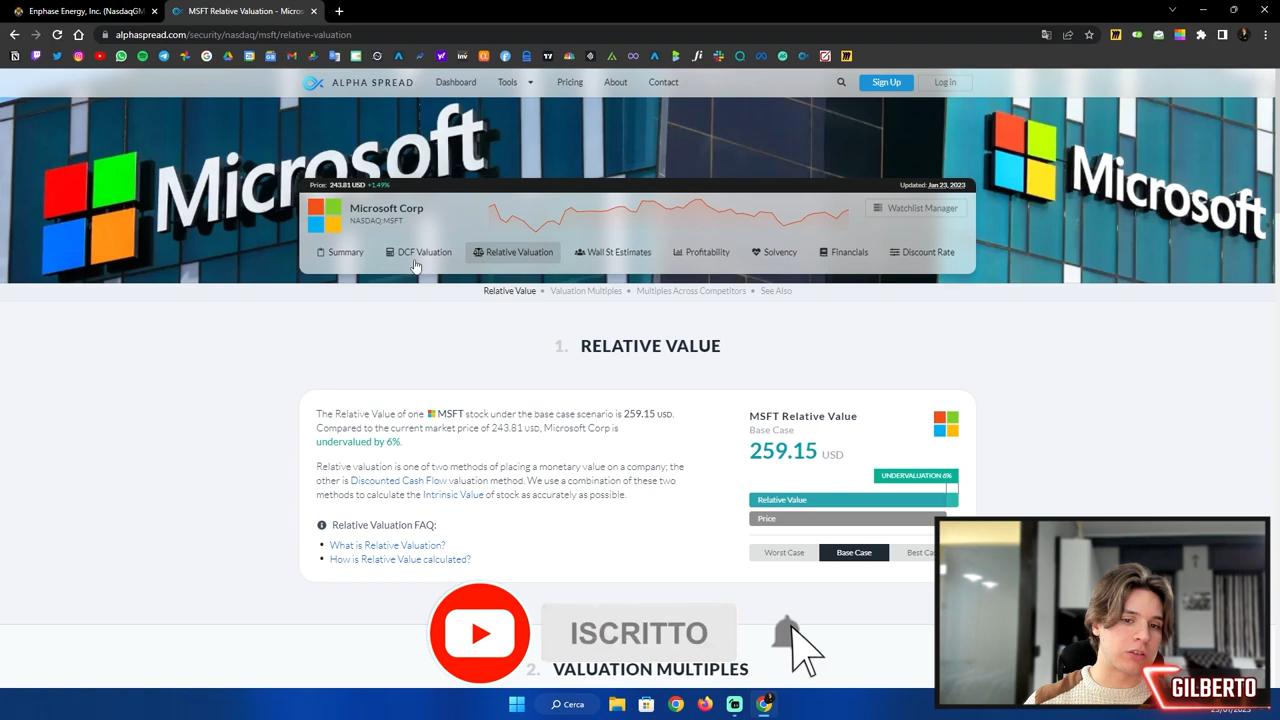 Enphase Energy, Inc. (NasdaqGM
MSFT Relative Valuation - Micros
alphaspread.com/security/nasdaq/msft/relative-valuation
ALPHA SPREAD
Dashboard
Tools
Pricing
About
Contact
Sign Up
Log in
Microsoft
Microsoft
Price: 243.81 USD +1.49%
Updated: Jan 23, 2023
Microsoft Corp
NASDAQ:MSFT
Watchlist Manager
Summary
DCF Valuation
Relative Valuation
Wall St Estimates
Profitability
Solvency
Financials
Discount Rate
Relative Value • Valuation Multiples • Multiples Across Competitors • See Also
1. RELATIVE VALUE
The Relative Value of one MSFT stock under the base case scenario is 259.15 USD.
Compared to the current market price of 243.81 USD, Microsoft Corp is
undervalued by 6%.
Relative valuation is one of two methods of placing a monetary value on a company; the
other is Discounted Cash Flow valuation method. We use a combination of these two
methods to calculate the Intrinsic Value of stock as accurately as possible.
Relative Valuation FAQ:
• What is Relative Valuation?
• How is Relative Value calculated?
MSFT Relative Value
Base Case
259.15 USD
UNDERVALUATION 6%
Relative Value
Price
Worst Case
Base Case
Best Ca
ISCRITTO
2. VALUATION MULTIPLES
GILBERTO
Cerca